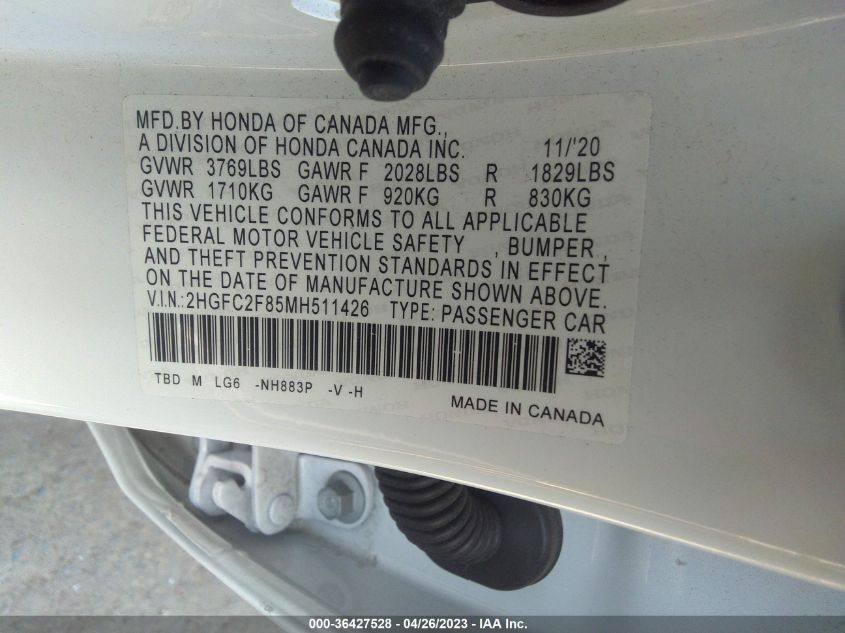 MFD.BY HONDA OF CANADA MFG.,
A DIVISION OF HONDA CANADA INC. 11/'20
GVWR 3769LBS GAWR F 2028LBS R 1829LBS
GVWR 1710KG GAWR F 920KG R 830KG
THIS VEHICLE CONFORMS TO ALL APPLICABLE
FEDERAL MOTOR VEHICLE SAFETY , BUMPER ,
AND THEFT PREVENTION STANDARDS IN EFFECT
ON THE DATE OF MANUFACTURE SHOWN ABOVE.
V.I.N.:2HGFC2F85MH511426 TYPE: PASSENGER CAR
TBD M LG6 -NH883P -V -H
MADE IN CANADA
000-36427528 - 04/26/2023 - © IAA Inc.